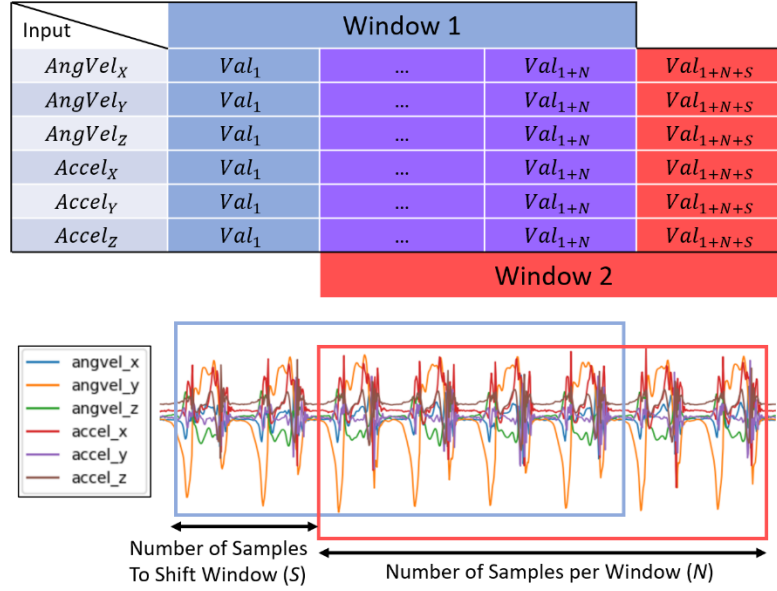 Input Window 1
AngVel_X Val_1 ... Val_{1+N} Val_{1+N+S}
AngVel_Y Val_1 ... Val_{1+N} Val_{1+N+S}
AngVel_Z Val_1 ... Val_{1+N} Val_{1+N+S}
Accel_X Val_1 ... Val_{1+N} Val_{1+N+S}
Accel_Y Val_1 ... Val_{1+N} Val_{1+N+S}
Accel_Z Val_1 ... Val_{1+N} Val_{1+N+S}
Window 2
angvel_x
angvel_y
angvel_z
accel_x
accel_y
accel_z
Number of Samples
To Shift Window (S)
Number of Samples per Window (N)